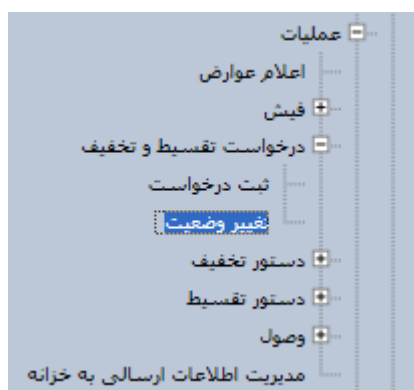 عملیات
اعلام عوارض
فیش
درخواست تقسیط و تخفیف
ثبت درخواست
تغییر وضعیت
دستور تخفیف
دستور تقسیط
وصول
مدیریت اطلاعات ارسالی به خزانه